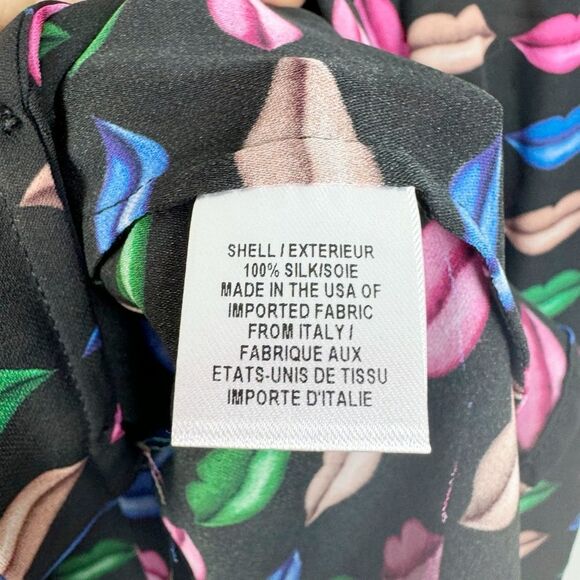 SHELL / EXTERIEUR
100% SILK/SOIE
MADE IN THE USA OF
IMPORTED FABRIC
FROM ITALY /
FABRIQUE AUX
ETATS-UNIS DE TISSU
IMPORTE D'ITALIE